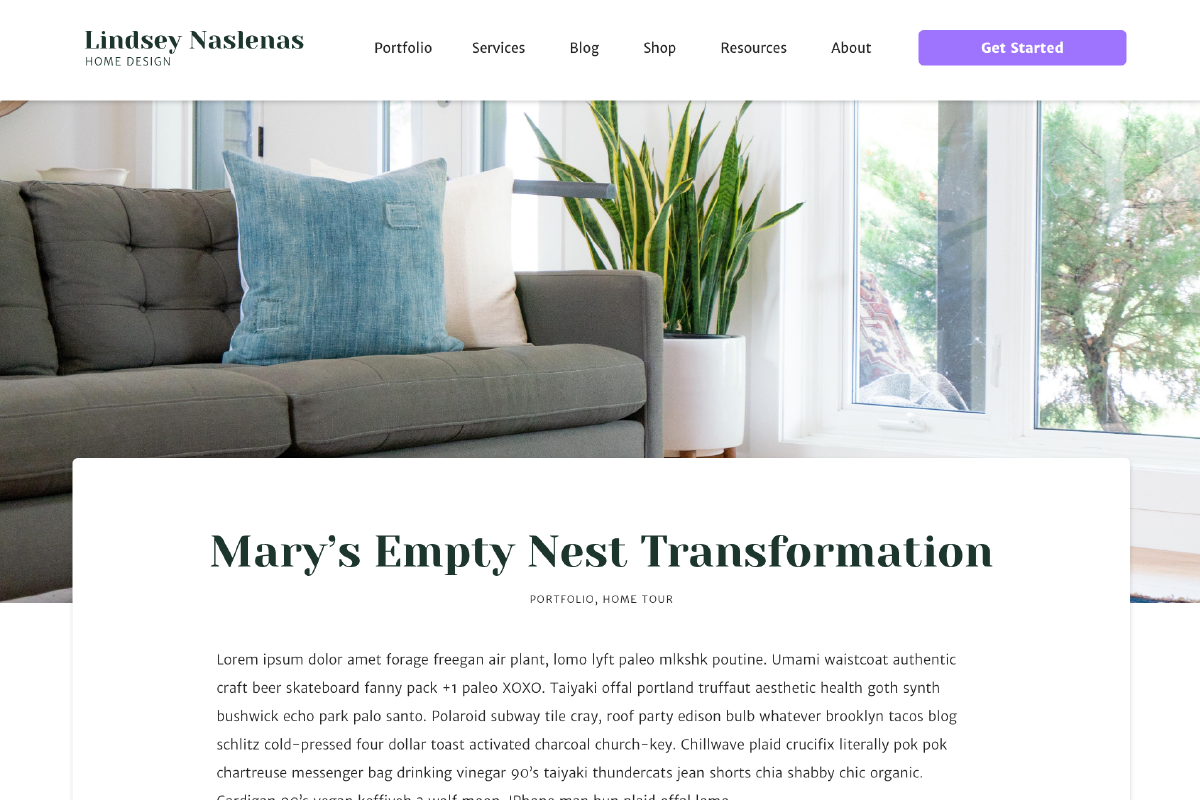 Lindsey Naslenas
HOME DESIGN
Portfolio
Services
Blog
Shop
Resources
About
Get Started
Mary’s Empty Nest Transformation
PORTFOLIO, HOME TOUR
Lorem ipsum dolor amet forage freegan air plant, lomo lyft paleo mlkshk poutine. Umami waistcoat authentic
craft beer skateboard fanny pack +1 paleo XOXO. Taiyaki offal portland truffaut aesthetic health goth synth
bushwick echo park palo santo. Polaroid subway tile cray, roof party edison bulb whatever brooklyn tacos blog
schlitz cold-pressed four dollar toast activated charcoal church-key. Chillwave plaid crucifix literally pok pok
chartreuse messenger bag drinking vinegar 90’s taiyaki thundercats jean shorts chia shabby chic organic.